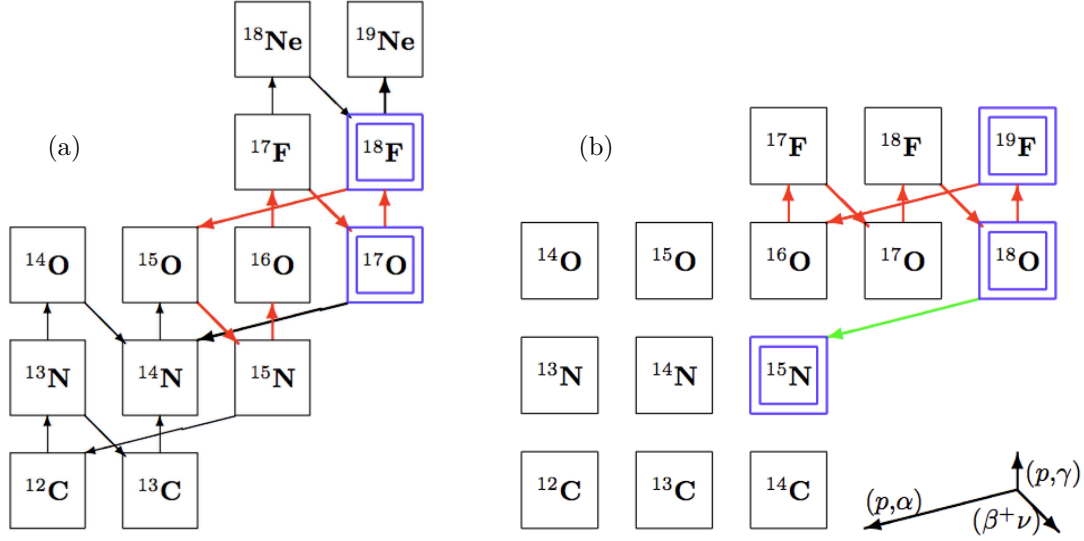 (a)
¹⁸Ne ¹⁹Ne
¹⁷F ¹⁸F
¹⁴O ¹⁵O ¹⁶O ¹⁷O
¹³N ¹⁴N ¹⁵N
¹²C ¹³C
(b)
¹⁷F ¹⁸F ¹⁹F
¹⁴O ¹⁵O ¹⁶O ¹⁷O ¹⁸O
¹³N ¹⁴N ¹⁵N
¹²C ¹³C ¹⁴C
(p,γ)
(p,α)
(β⁺ν)